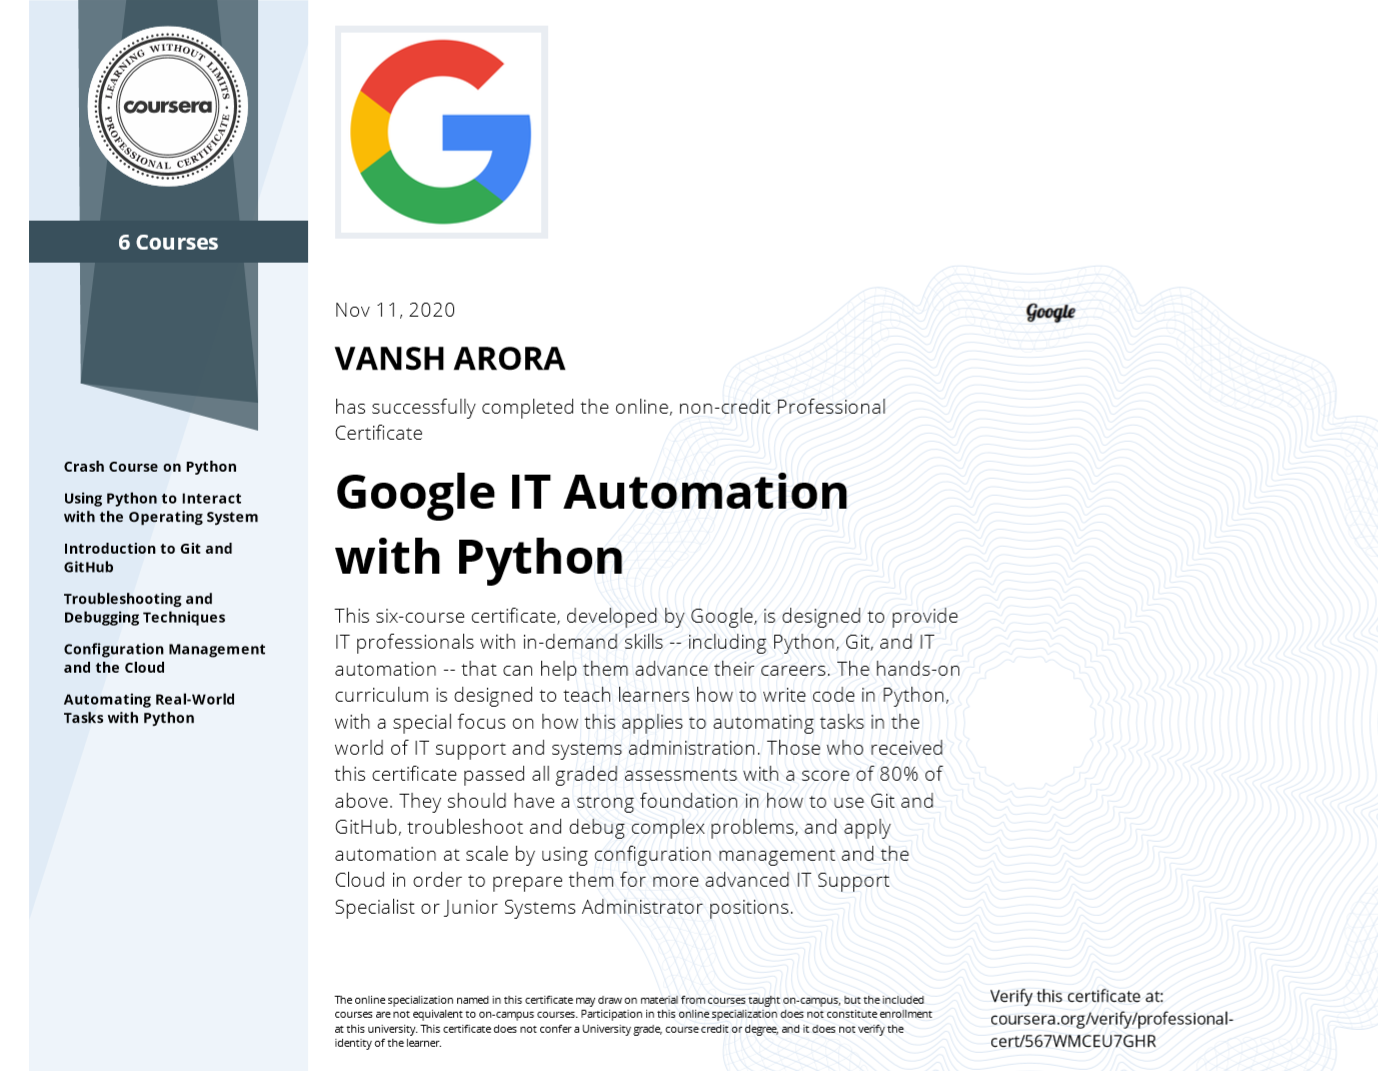 LEARNING WITHOUT LIMITS
coursera
PROFESSIONAL CERTIFICATE
6 Courses
Crash Course on Python
Using Python to Interact
with the Operating System
Introduction to Git and
GitHub
Troubleshooting and
Debugging Techniques
Configuration Management
and the Cloud
Automating Real-World
Tasks with Python
Nov 11, 2020
VANSH ARORA
has successfully completed the online, non-credit Professional
Certificate
Google IT Automation
with Python
This six-course certificate, developed by Google, is designed to provide
IT professionals with in-demand skills -- including Python, Git, and IT
automation -- that can help them advance their careers. The hands-on
curriculum is designed to teach learners how to write code in Python,
with a special focus on how this applies to automating tasks in the
world of IT support and systems administration. Those who received
this certificate passed all graded assessments with a score of 80% of
above. They should have a strong foundation in how to use Git and
GitHub, troubleshoot and debug complex problems, and apply
automation at scale by using configuration management and the
Cloud in order to prepare them for more advanced IT Support
Specialist or Junior Systems Administrator positions.
Google
The online specialization named in this certificate may draw on material from courses taught on-campus, but the included
courses are not equivalent to on-campus courses. Participation in this online specialization does not constitute enrollment
at this university. This certificate does not confer a University grade, course credit or degree, and it does not verify the
identity of the learner.
Verify this certificate at:
coursera.org/verify/professional-
cert/567WMCEU7GHR